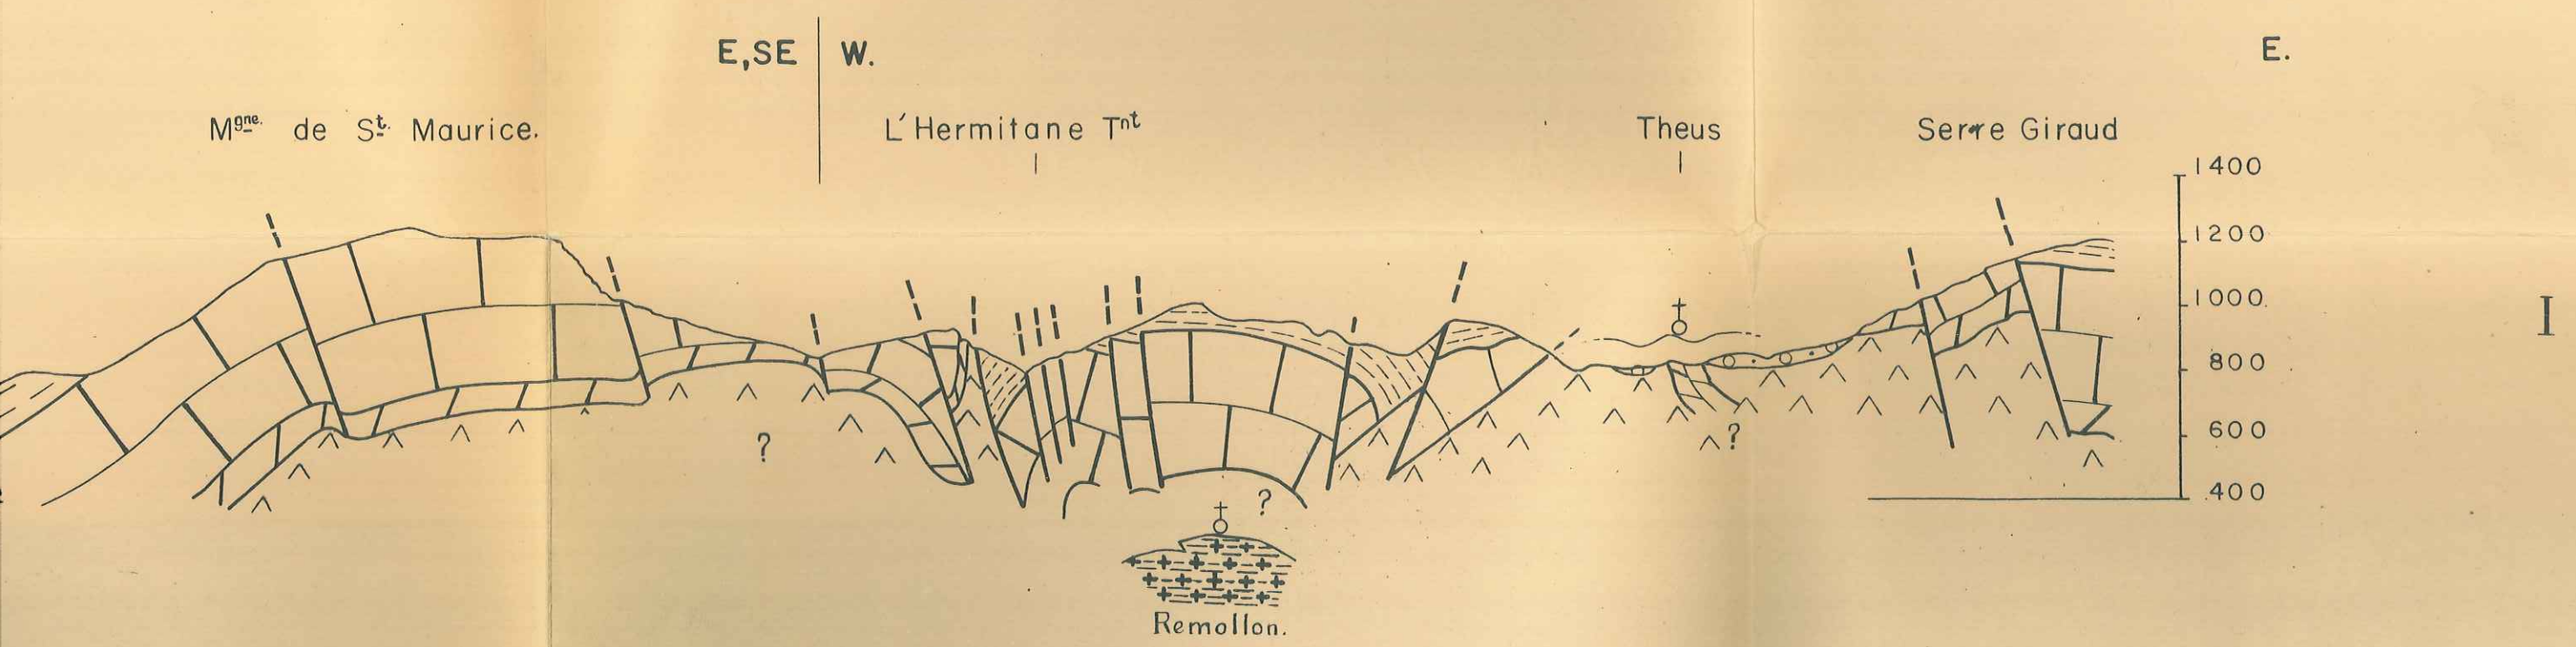 E,SE W. E.
Mgne. de St. Maurice. L'Hermitane Tnt Theus Serre Giraud
1400
1200
1000.
800
600
.400
I
?
?
?
Remollon.